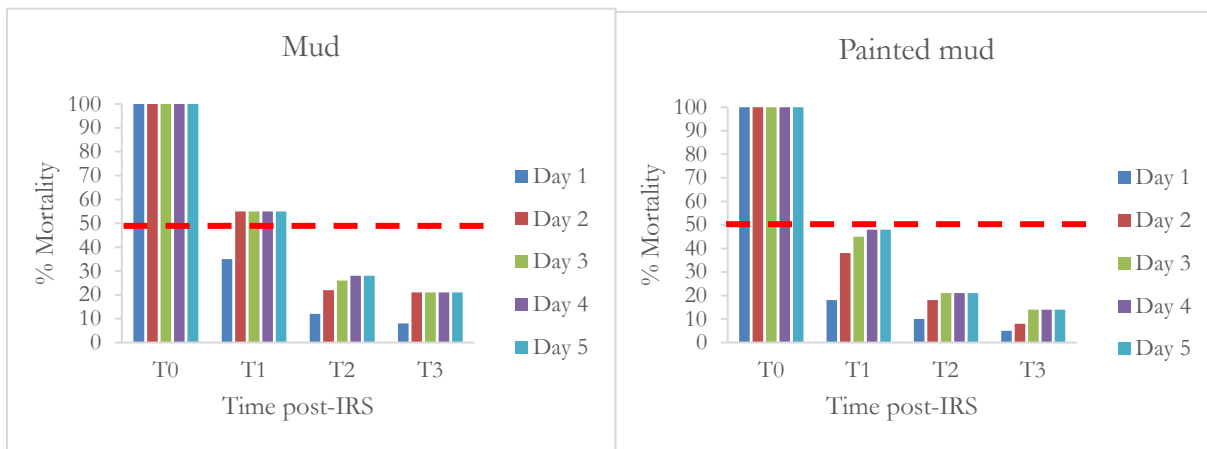 Mud
100
90
80
70
60
50
40
30
20
10
0
% Mortality
T0 T1 T2 T3
Time post-IRS
Day 1
Day 2
Day 3
Day 4
Day 5
Painted mud
100
90
80
70
60
50
40
30
20
10
0
% Mortality
T0 T1 T2 T3
Time post-IRS
Day 1
Day 2
Day 3
Day 4
Day 5